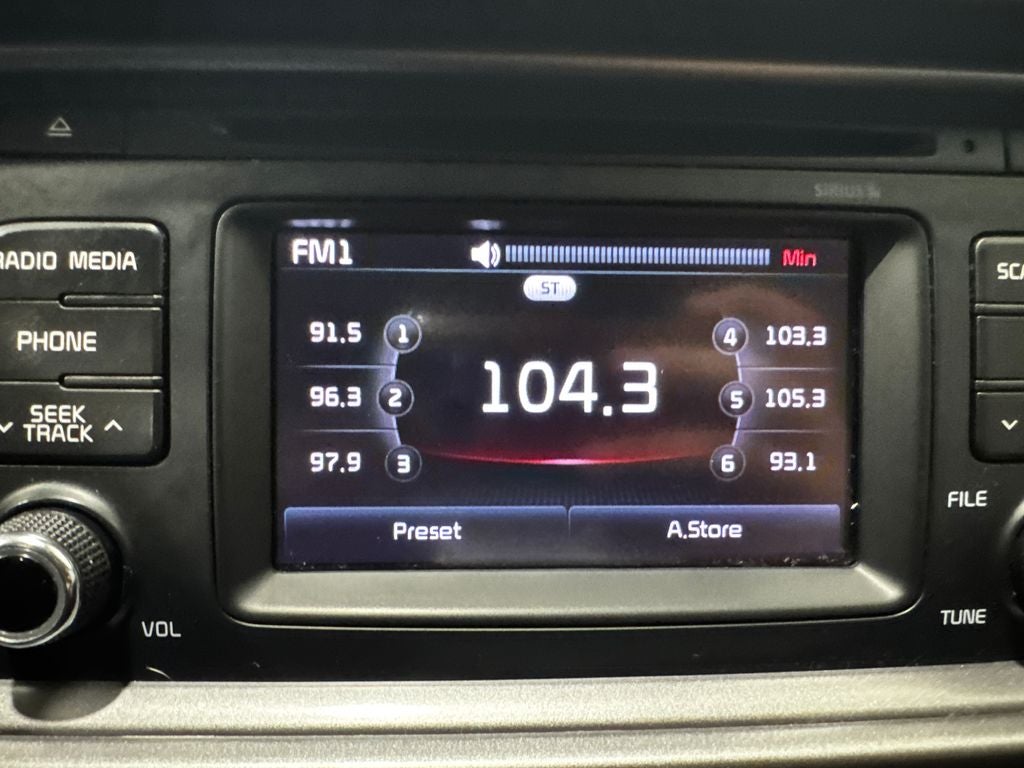 SIRIUS
RADIO MEDIA
PHONE
SEEK
TRACK
VOL
FM1
Min
ST
91.5 1
96.3 2
97.9 3
104.3
4 103.3
5 105.3
6 93.1
Preset
A.Store
FILE
TUNE